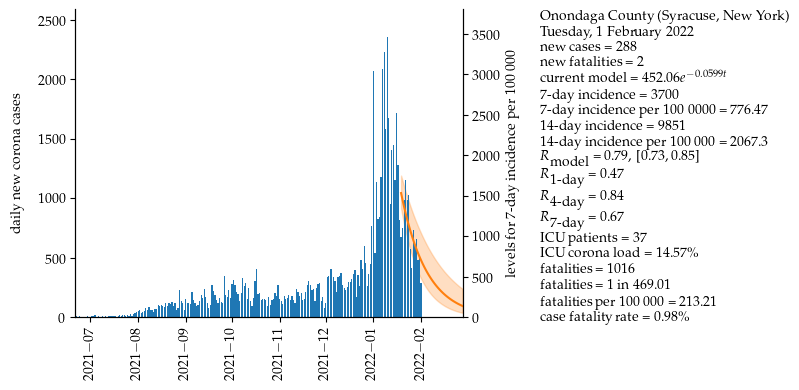 Onondaga County (Syracuse, New York)
Tuesday, 1 February 2022
new cases = 288
new fatalities = 2
current model = 452.06e^{−0.0599t}
7-day incidence = 3700
7-day incidence per 100 0000 = 776.47
14-day incidence = 9851
14-day incidence per 100 000 = 2067.3
R_model = 0.79, [0.73, 0.85]
R_1-day = 0.47
R_4-day = 0.84
R_7-day = 0.67
ICU patients = 37
ICU corona load = 14.57%
fatalities = 1016
fatalities = 1 in 469.01
fatalities per 100 000 = 213.21
case fatality rate = 0.98%
daily new corona cases
2500
2000
1500
1000
500
0
levels for 7-day incidence per 100 000
3500
3000
2500
2000
1500
1000
500
0
2021−07
2021−08
2021−09
2021−10
2021−11
2021−12
2022−01
2022−02